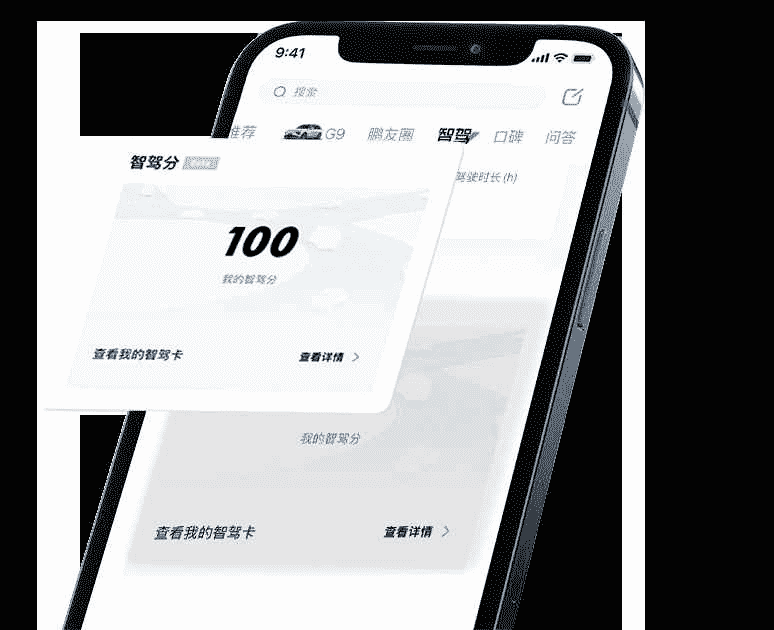 9:41
搜索
推荐 G9 鹏友圈 智驾 口碑 问答
驾驶时长 (h)
智驾分
100
我的智驾分
查看我的智驾卡 查看详情 >
我的智驾分
查看我的智驾卡 查看详情 >